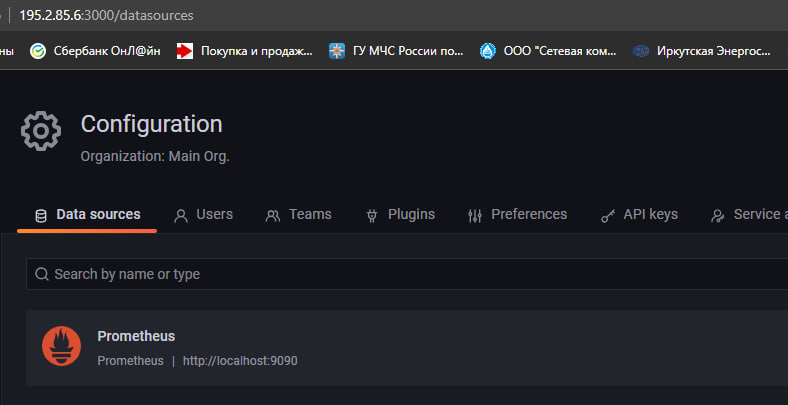 195.2.85.6:3000/datasources
ны Сбербанк ОнЛ@йн Покупка и продаж... ГУ МЧС России по... ООО "Сетевая ком... Иркутская Энергос...
Configuration
Organization: Main Org.
Data sources Users Teams Plugins Preferences API keys Service a
Search by name or type
Prometheus
Prometheus | http://localhost:9090